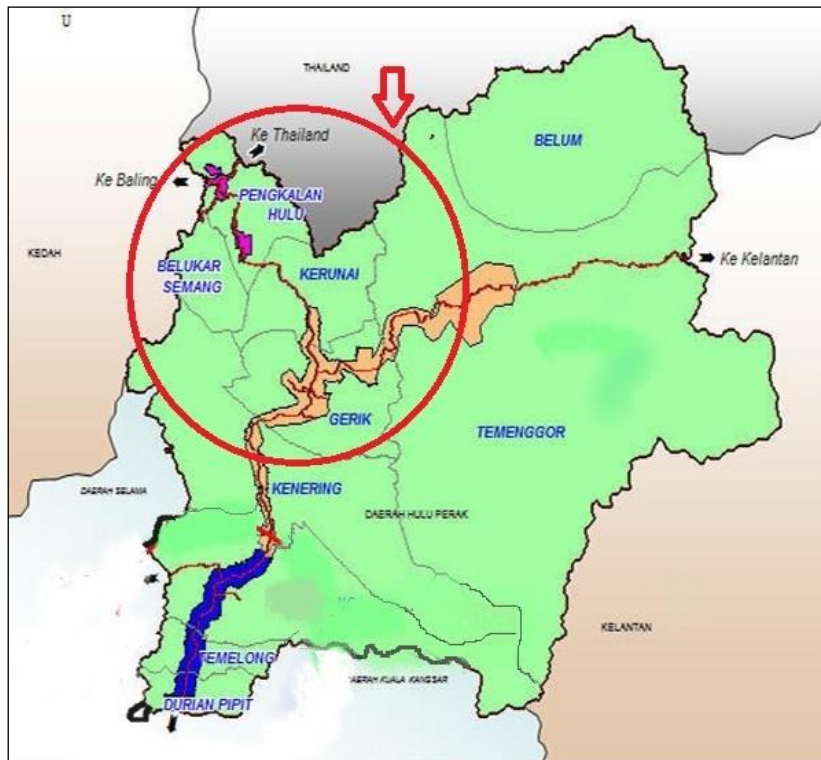 U
THAILAND
Ke Thailand
BELUM
Ke Baling
PENGKALAN
HULU
KEDAH
BELUKAR
SEMANG
KERUNAI
Ke Kelantan
GERIK
TEMENGGOR
KENERING
DAERAH SELAMA
DAERAH HULU PERAK
KELANTAN
TEMELONG
DAERAH KUALA KANGSAR
DURIAN PIPIT